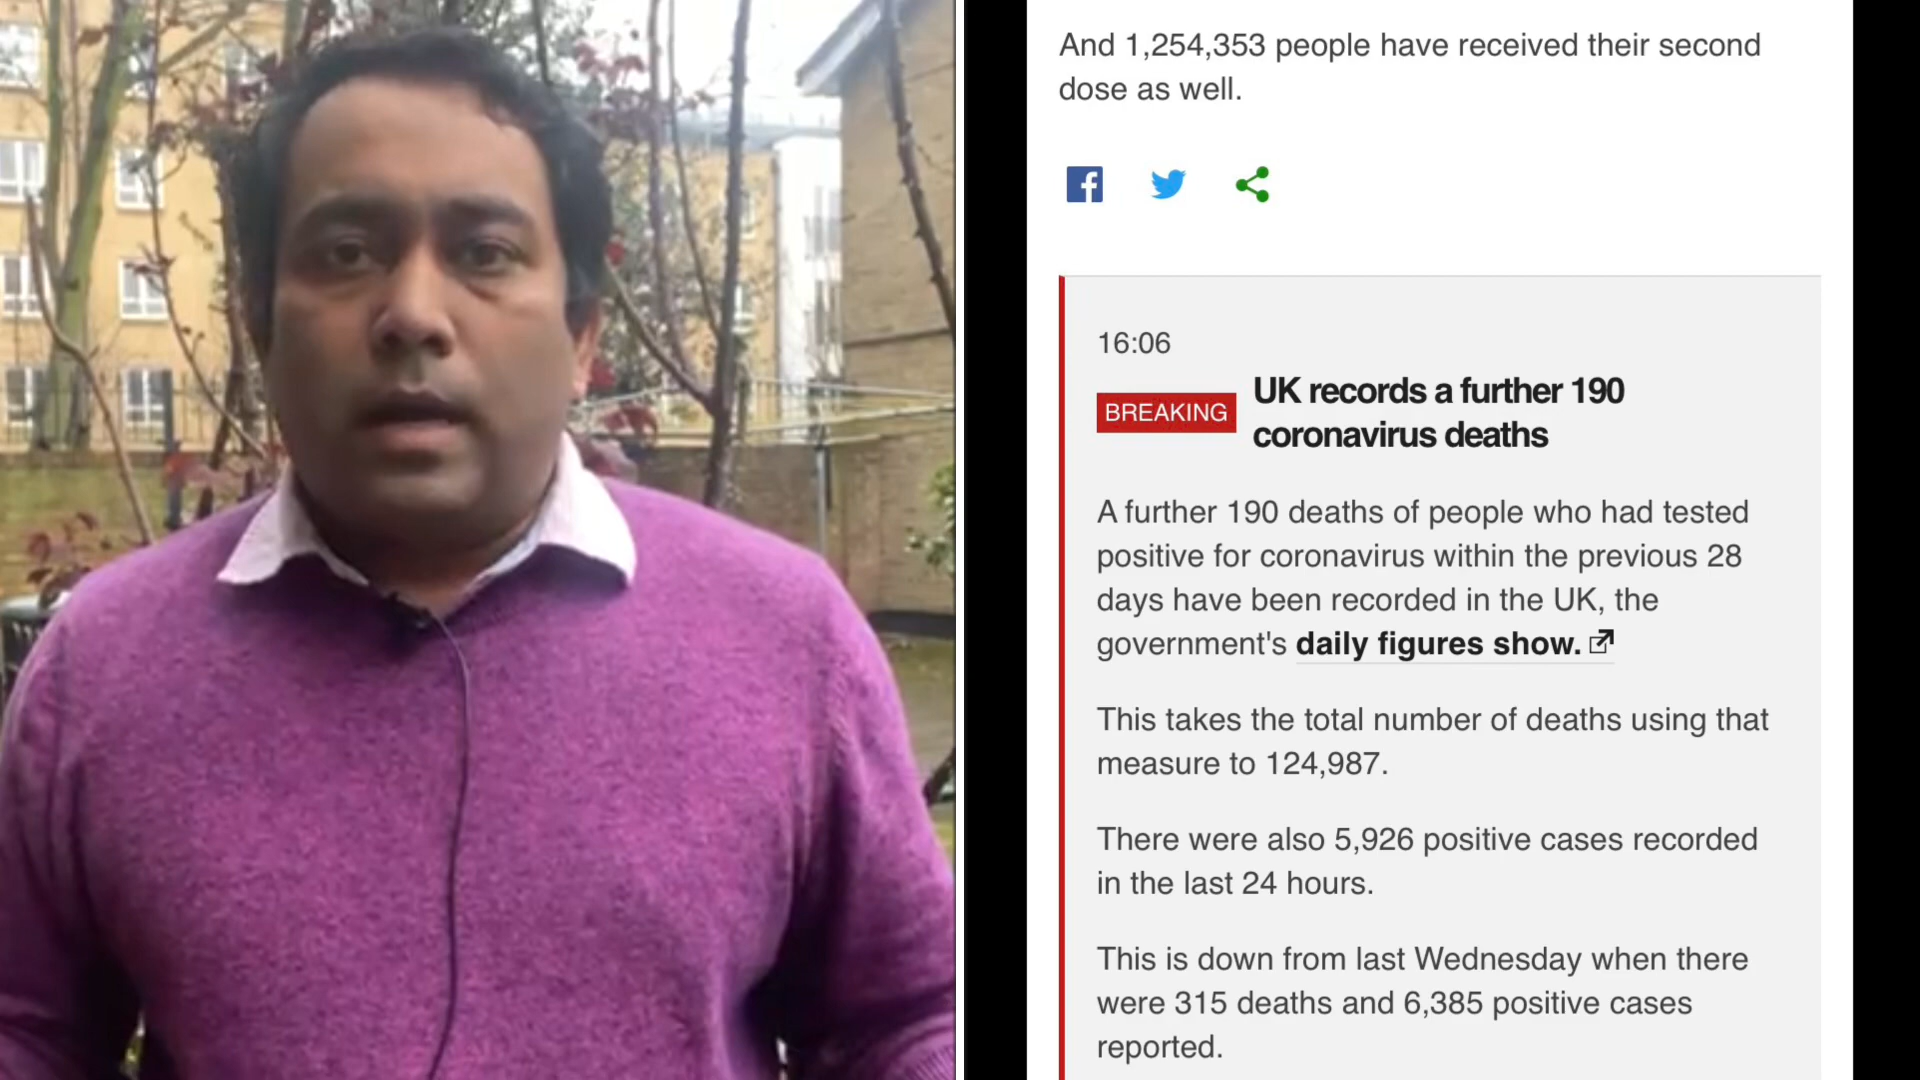 And 1,254,353 people have received their second
dose as well.
16:06
BREAKING
UK records a further 190
coronavirus deaths
A further 190 deaths of people who had tested
positive for coronavirus within the previous 28
days have been recorded in the UK, the
government's daily figures show.
This takes the total number of deaths using that
measure to 124,987.
There were also 5,926 positive cases recorded
in the last 24 hours.
This is down from last Wednesday when there
were 315 deaths and 6,385 positive cases
reported.